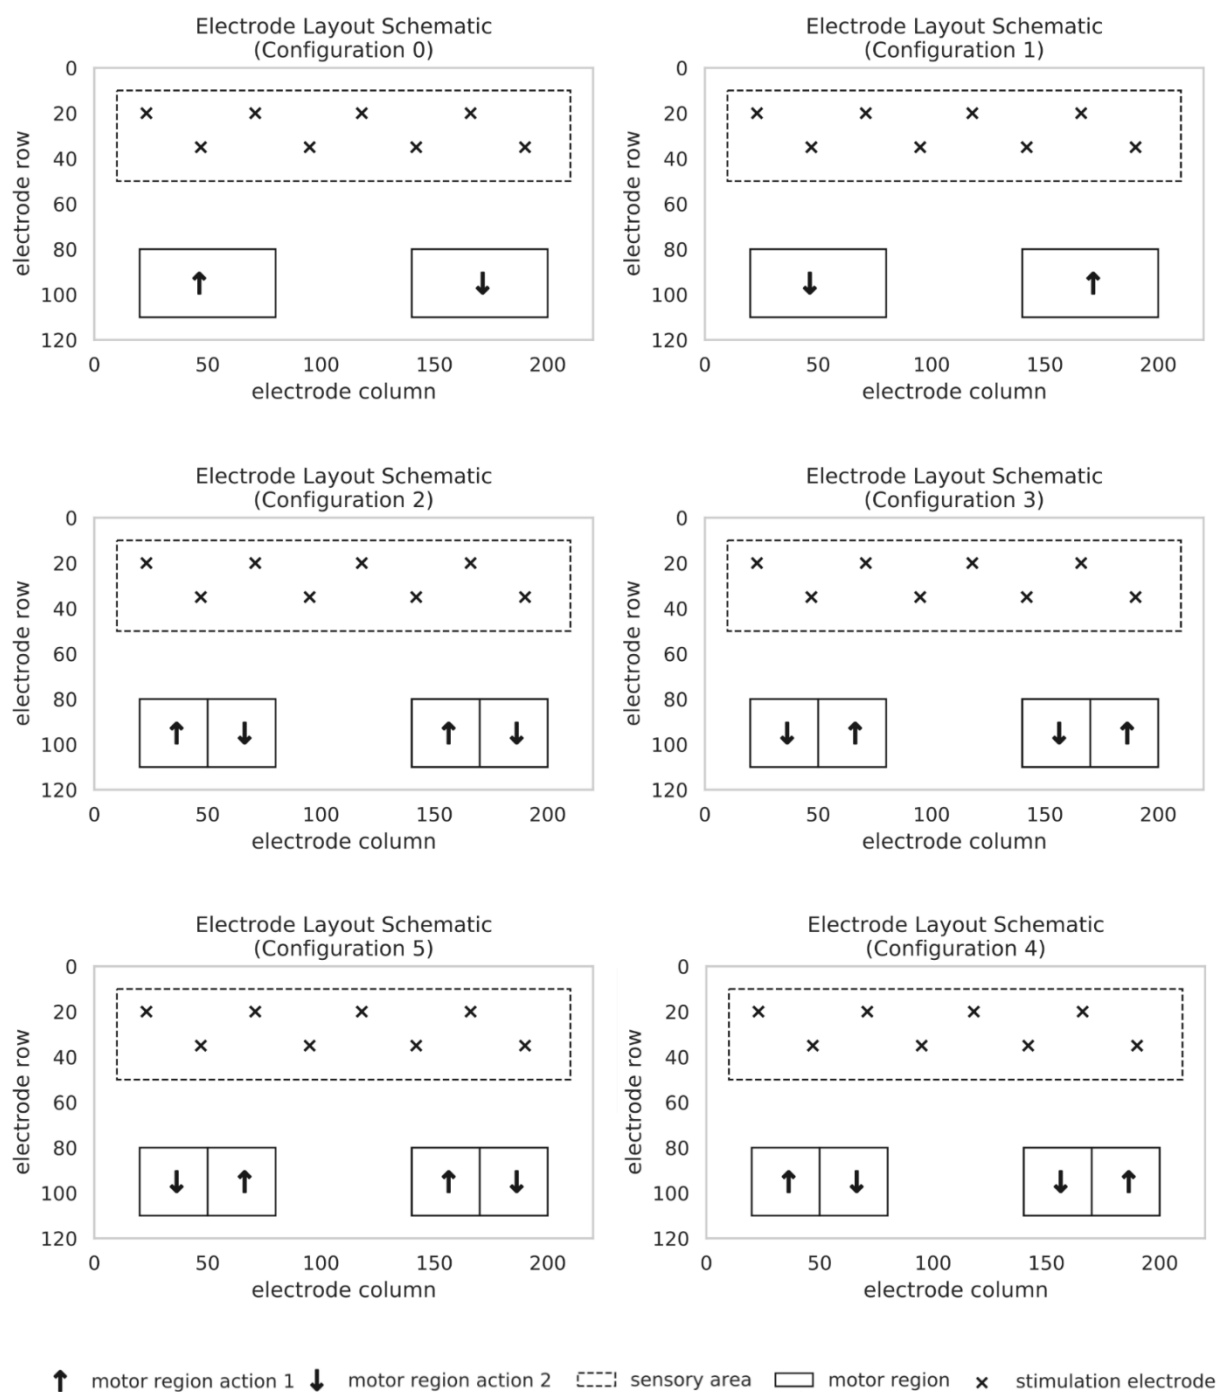 Electrode Layout Schematic
(Configuration 0)
0
20
40
60
80
100
120
electrode row
0 50 100 150 200
electrode column
Electrode Layout Schematic
(Configuration 1)
0
20
40
60
80
100
120
electrode row
0 50 100 150 200
electrode column
Electrode Layout Schematic
(Configuration 2)
0
20
40
60
80
100
120
electrode row
0 50 100 150 200
electrode column
Electrode Layout Schematic
(Configuration 3)
0
20
40
60
80
100
120
electrode row
0 50 100 150 200
electrode column
Electrode Layout Schematic
(Configuration 5)
0
20
40
60
80
100
120
electrode row
0 50 100 150 200
electrode column
Electrode Layout Schematic
(Configuration 4)
0
20
40
60
80
100
120
electrode row
0 50 100 150 200
electrode column
motor region action 1 motor region action 2 sensory area motor region stimulation electrode